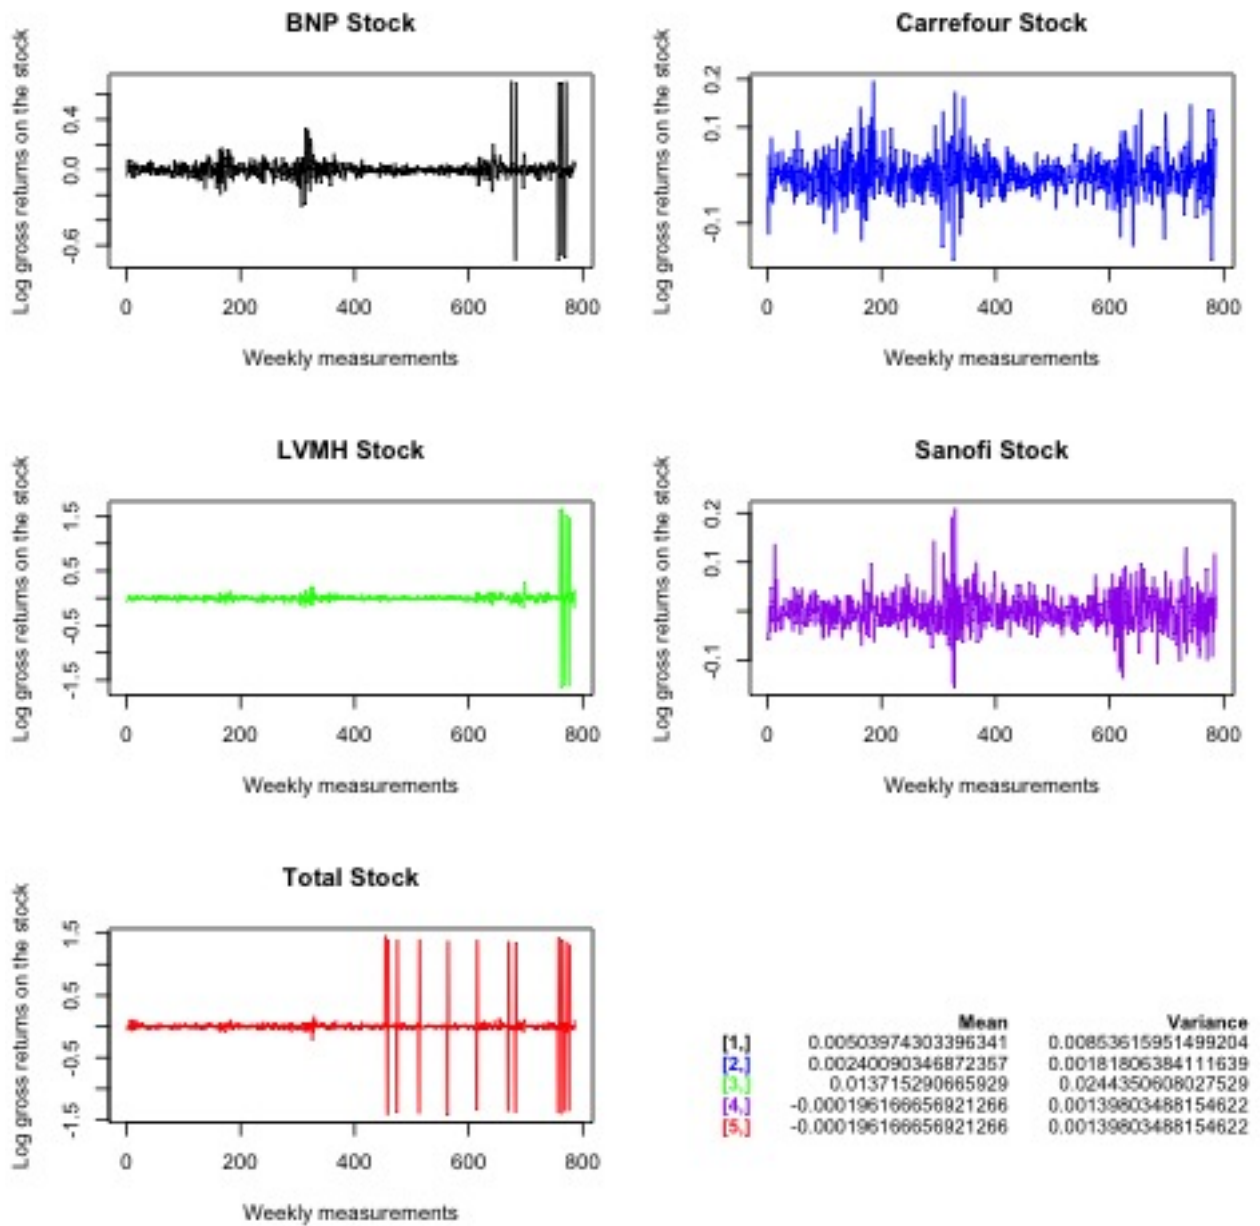 BNP Stock
Log gross returns on the stock
0.4
0.0
-0.6
0 200 400 600 800
Weekly measurements
Carrefour Stock
Log gross returns on the stock
0.2
0.1
-0.1
0 200 400 600 800
Weekly measurements
LVMH Stock
Log gross returns on the stock
1.5
0.5
-0.5
-1.5
0 200 400 600 800
Weekly measurements
Sanofi Stock
Log gross returns on the stock
0.2
0.1
-0.1
0 200 400 600 800
Weekly measurements
Total Stock
Log gross returns on the stock
1.5
0.5
-0.5
-1.5
0 200 400 600 800
Weekly measurements
Mean Variance
[1,] 0.00503974303396341 0.00853615951499204
[2,] 0.00240090346872357 0.00181806384111639
[3,] 0.013715290665929 0.0244350608027529
[4,] -0.000196166656921266 0.001398034881546​22
[5,] -0.000196166656921266 0.00139803488154622